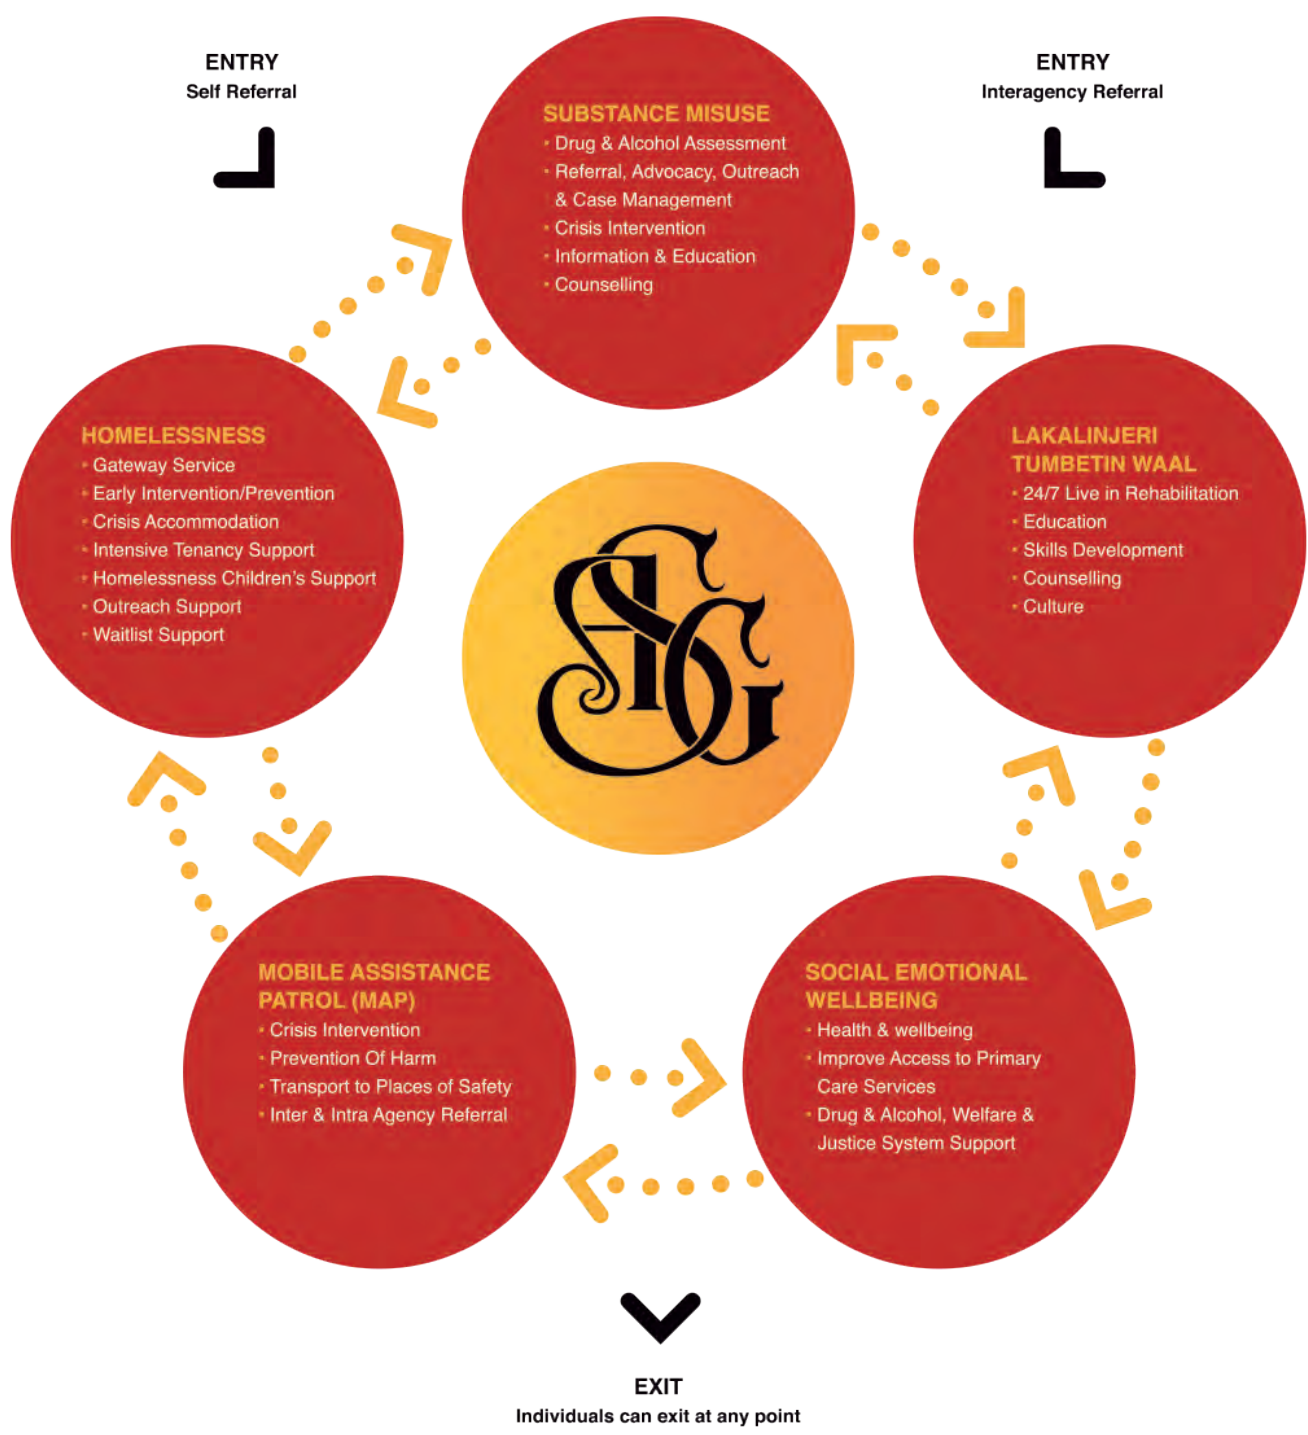 ENTRY
Self Referral
ENTRY
Interagency Referral
SUBSTANCE MISUSE
• Drug & Alcohol Assessment
• Referral, Advocacy, Outreach
& Case Management
• Crisis Intervention
• Information & Education
• Counselling
HOMELESSNESS
• Gateway Service
• Early Intervention/Prevention
• Crisis Accommodation
• Intensive Tenancy Support
• Homelessness Children's Support
• Outreach Support
• Waitlist Support
LAKALINJERI
TUMBETIN WAAL
• 24/7 Live in Rehabilitation
• Education
• Skills Development
• Counselling
• Culture
MOBILE ASSISTANCE
PATROL (MAP)
• Crisis Intervention
• Prevention Of Harm
• Transport to Places of Safety
• Inter & Intra Agency Referral
SOCIAL EMOTIONAL
WELLBEING
• Health & wellbeing
• Improve Access to Primary
Care Services
• Drug & Alcohol, Welfare &
Justice System Support
EXIT
Individuals can exit at any point